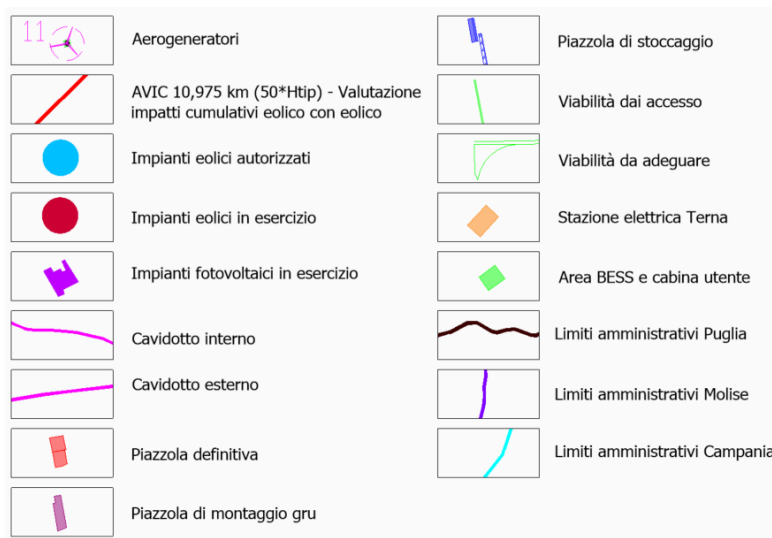 11
Aerogeneratori
AVIC 10,975 km (50*Htip) - Valutazione
impatti cumulativi eolico con eolico
Impianti eolici autorizzati
Impianti eolici in esercizio
Impianti fotovoltaici in esercizio
Cavidotto interno
Cavidotto esterno
Piazzola definitiva
Piazzola di montaggio gru
Piazzola di stoccaggio
Viabilità dai accesso
Viabilità da adeguare
Stazione elettrica Terna
Area BESS e cabina utente
Limiti amministrativi Puglia
Limiti amministrativi Molise
Limiti amministrativi Campania